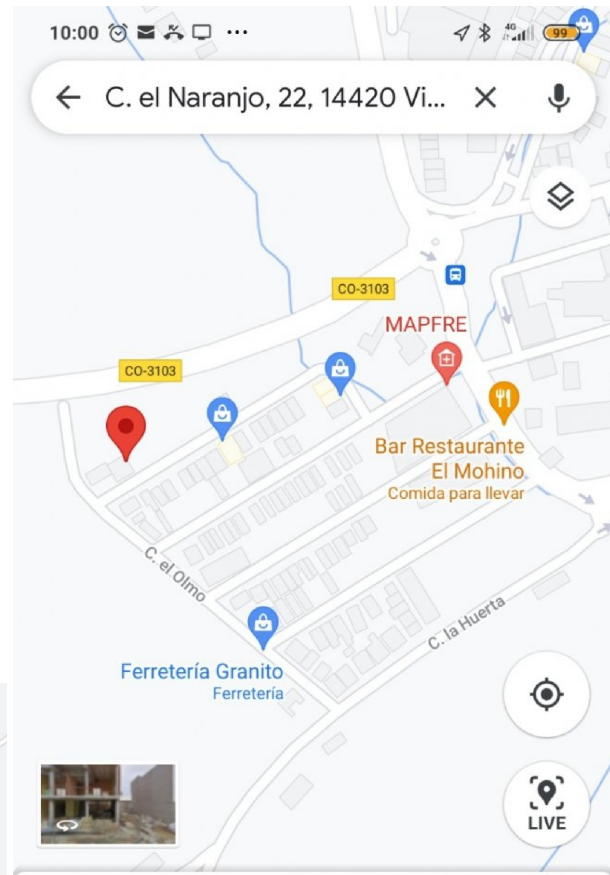 10:00
4G
99
C. el Naranjo, 22, 14420 Vi...
CO-3103
MAPFRE
CO-3103
Bar Restaurante
El Mohino
Comida para llevar
C. el Olmo
C. la Huerta
Ferretería Granito
Ferretería
LIVE